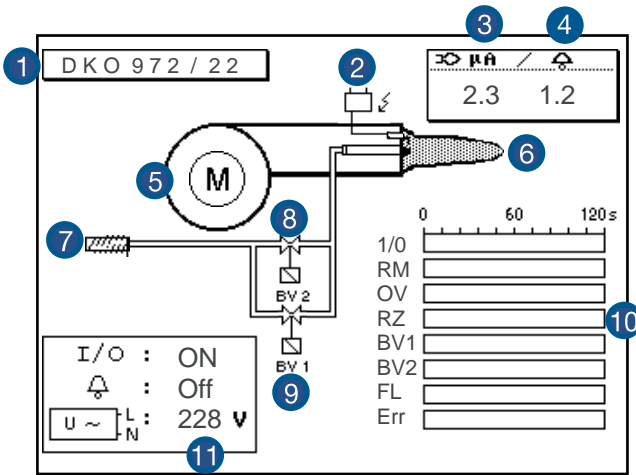 3 4
1 DKO 972 / 22 2 µA /
2.3 1.2
5 M 6
7 8 0 60 120 s
1/0
RM
BV 2 OV
RZ 10
I/O : ON BV 1 BV1
: Off 9 BV2
U ~ L : 228 V FL
N Err
11